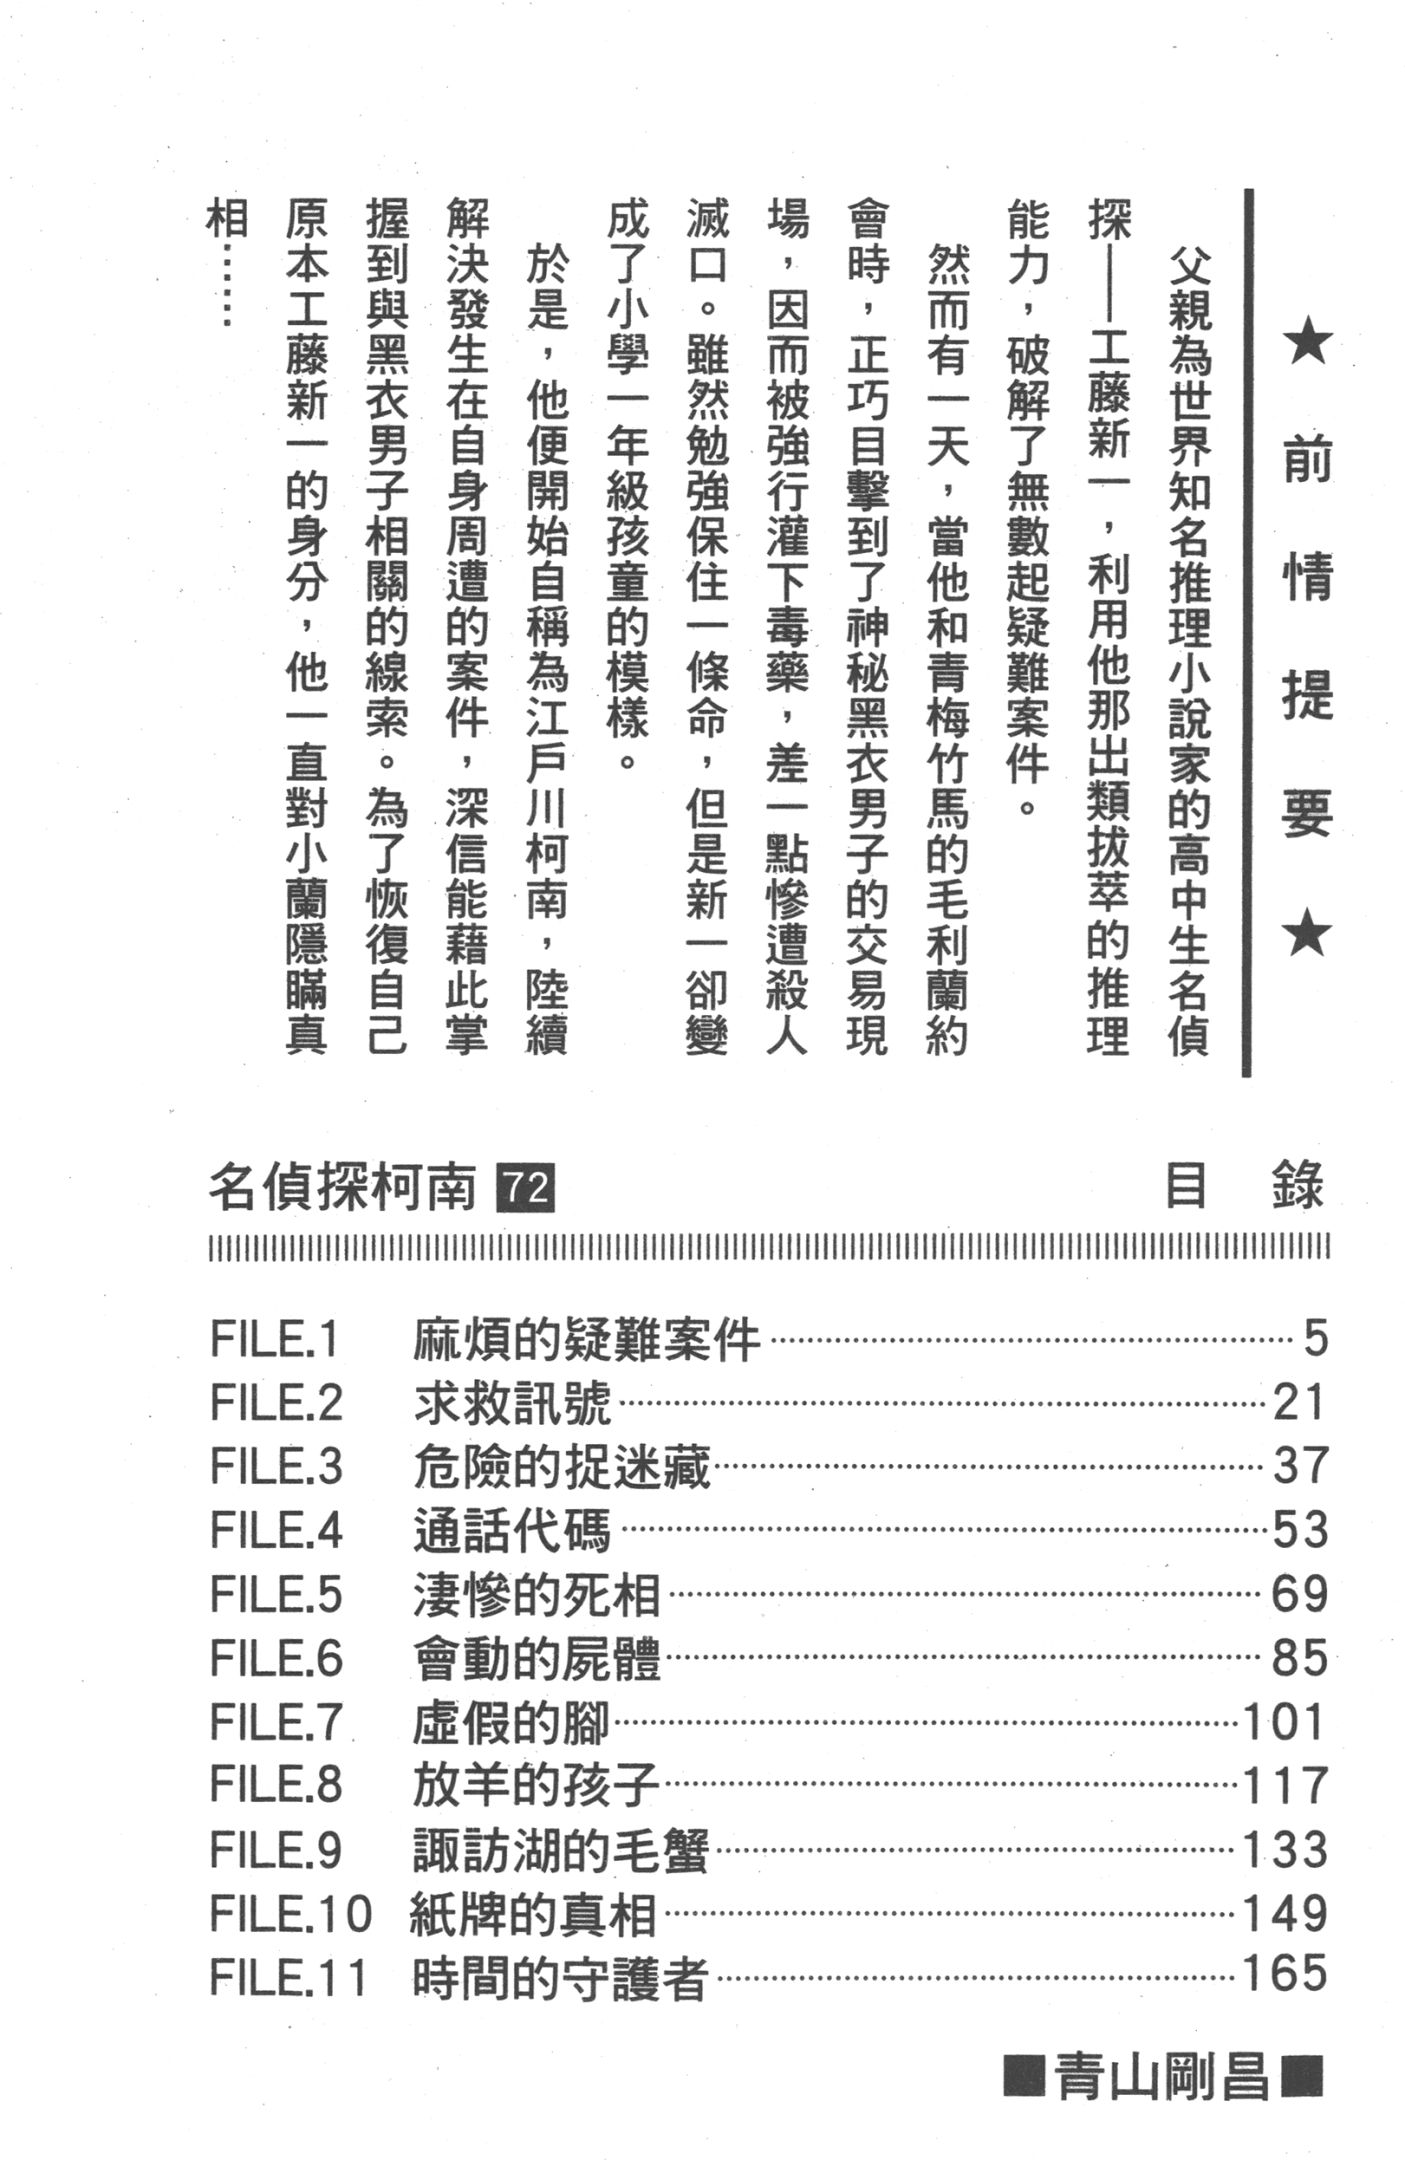 ★前情提要★
父親為世界知名推理小說家的高中生名偵
探——工藤新一，利用他那出類拔萃的推理
能力，破解了無數起疑難案件。
然而有一天，當他和青梅竹馬的毛利蘭約
會時，正巧目擊到了神秘黑衣男子的交易現
場，因而被強行灌下毒藥，差一點慘遭殺人
滅口。雖然勉強保住一條命，但是新一卻變
成了小學一年級孩童的模樣。
於是，他便開始自稱為江戶川柯南，陸續
解決發生在自身周遭的案件，深信能藉此掌
握到與黑衣男子相關的線索。為了恢復自己
原本工藤新一的身分，他一直對小蘭隱瞞真
相……
名偵探柯南 72 目 錄
FILE.1 麻煩的疑難案件…………5
FILE.2 求救訊號…………21
FILE.3 危險的捉迷藏…………37
FILE.4 通話代碼…………53
FILE.5 淒慘的死相…………69
FILE.6 會動的屍體…………85
FILE.7 虛假的腳…………101
FILE.8 放羊的孩子…………117
FILE.9 諏訪湖的毛蟹…………133
FILE.10 紙牌的真相…………149
FILE.11 時間的守護者…………165
■青山剛昌■